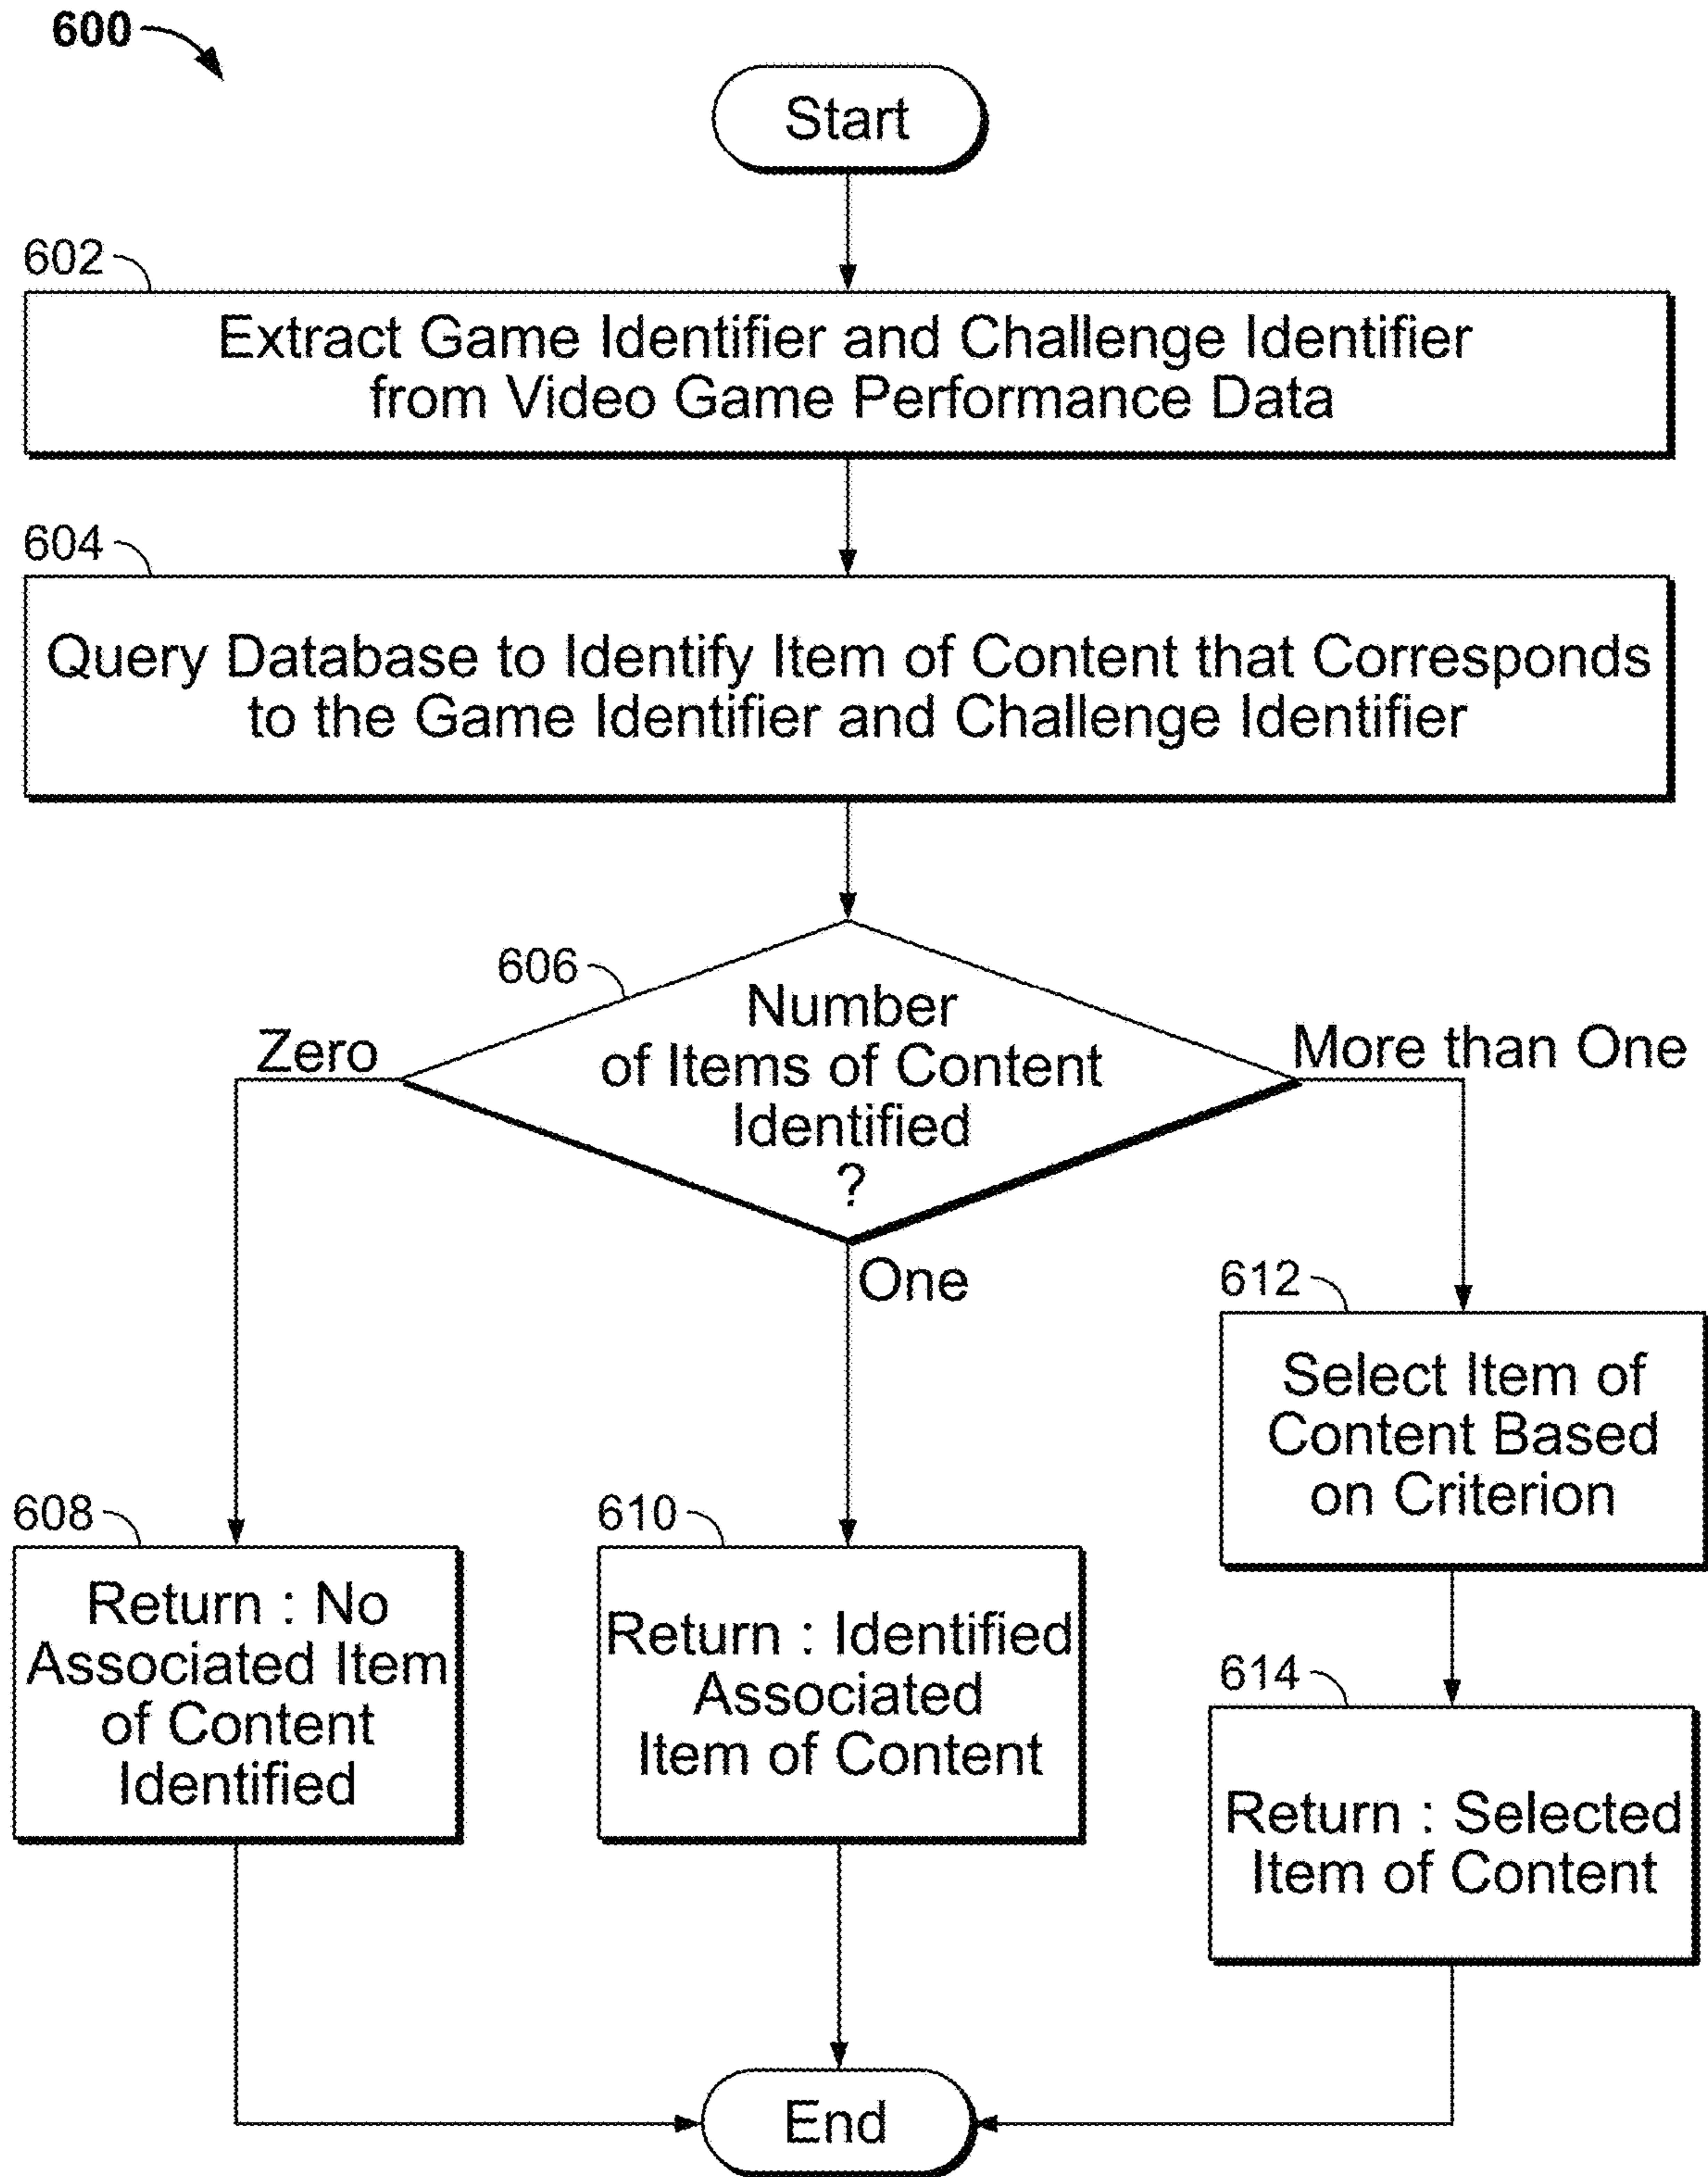 600
Start
602
Extract Game Identifier and Challenge Identifier
from Video Game Performance Data
604
Query Database to Identify Item of Content that Corresponds
to the Game Identifier and Challenge Identifier
606
Number
of Items of Content
Identified
?
Zero
More than One
One
612
Select Item of
Content Based
on Criterion
608
Return : No
Associated Item
of Content
Identified
610
Return : Identified
Associated
Item of Content
614
Return : Selected
Item of Content
End